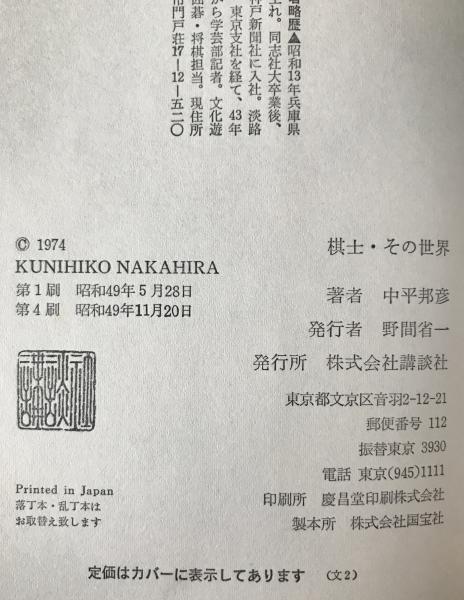 略歴▲昭和13年兵庫県
生れ。同志社大卒業後、
神戸新聞社に入社。淡路
東京支社を経て、43年
から学芸部記者。文化遊
囲碁・将棋担当。現住所
市門戸荘17―12―五二〇
© 1974
KUNIHIKO NAKAHIRA
第1刷 昭和49年5月28日
第4刷 昭和49年11月20日
Printed in Japan
落丁本・乱丁本は
お取替え致します
棋士・その世界
著者 中平邦彦
発行者 野間省一
発行所 株式会社講談社
東京都文京区音羽2-12-21
郵便番号 112
振替東京 3930
電話 東京(945)1111
印刷所 慶昌堂印刷株式会社
製本所 株式会社国宝社
定価はカバーに表示してあります (文2)